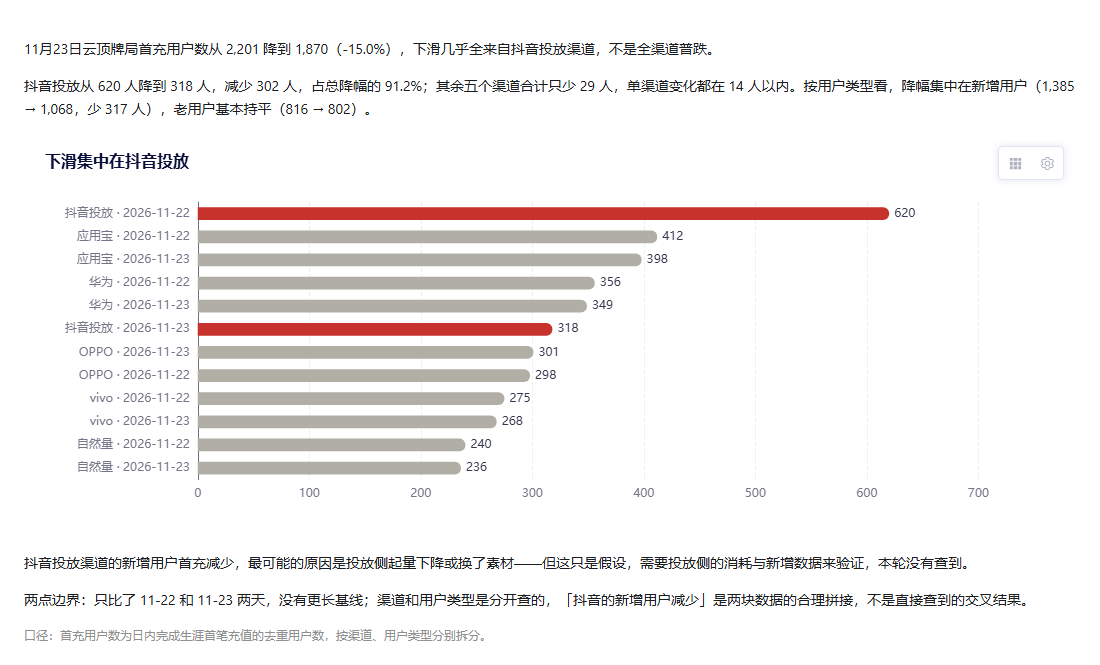 11月23日云顶牌局首充用户数从 2,201 降到 1,870（-15.0%），下滑几乎全来自抖音投放渠道，不是全渠道普跌。
抖音投放从 620 人降到 318 人，减少 302 人，占总降幅的 91.2%；其余五个渠道合计只少 29 人，单渠道变化都在 14 人以内。按用户类型看，降幅集中在新增用户（1,385
→ 1,068，少 317 人），老用户基本持平（816 → 802）。
下滑集中在抖音投放
抖音投放 · 2026-11-22 620
应用宝 · 2026-11-22 412
应用宝 · 2026-11-23 398
华为 · 2026-11-22 356
华为 · 2026-11-23 349
抖音投放 · 2026-11-23 318
OPPO · 2026-11-23 301
OPPO · 2026-11-22 298
vivo · 2026-11-22 275
vivo · 2026-11-23 268
自然量 · 2026-11-22 240
自然量 · 2026-11-23 236
0 100 200 300 400 500 600 700
抖音投放渠道的新增用户首充减少，最可能的原因是投放侧起量下降或换了素材——但这只是假设，需要投放侧的消耗与新增数据来验证，本轮没有查到。
两点边界：只比了 11-22 和 11-23 两天，没有更长基线；渠道和用户类型是分开查的，「抖音的新增用户减少」是两块数据的合理拼接，不是直接查到的交叉结果。
口径：首充用户数为日内完成生涯首笔充值的去重用户数，按渠道、用户类型分别拆分。